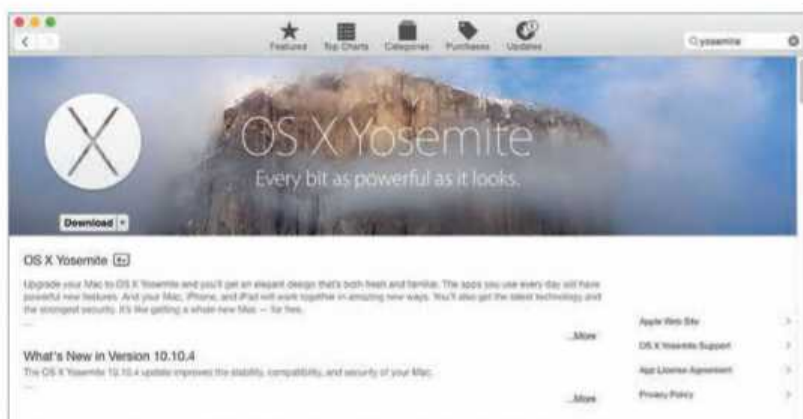 Featured Top Charts Categories Purchases Updates
yosemite
OS X Yosemite
Every bit as powerful as it looks.
Download
OS X Yosemite 4+
Upgrade your Mac to OS X Yosemite and you'll get an elegant design that's both fresh and familiar. The apps you use every day will have
powerful new features. And your Mac, iPhone, and iPad will work together in amazing new ways. You'll also get the latest technology and
the strongest security. It's like getting a whole new Mac — for free.
...
...More
What's New in Version 10.10.4
The OS X Yosemite 10.10.4 update improves the stability, compatibility, and security of your Mac.
...
...More
Apple Web Site
OS X Yosemite Support
App License Agreement
Privacy Policy